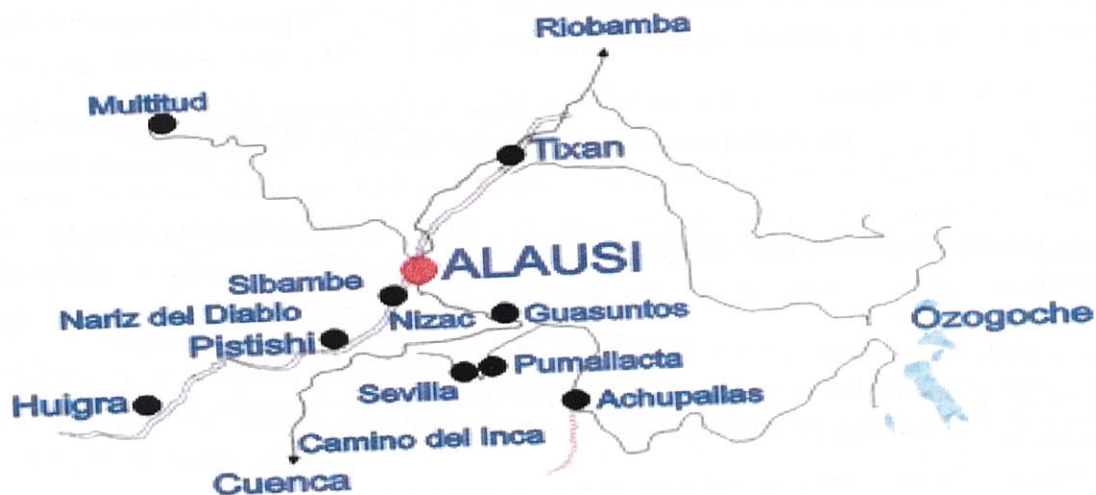 Riobamba
Multitud
Tixan
ALAUSI
Sibambe
Nariz del Diablo
Nizac
Guasuntos
Ozogoche
Pistishi
Pumallacta
Sevilla
Achupallas
Huigra
Camino del Inca
Cuenca